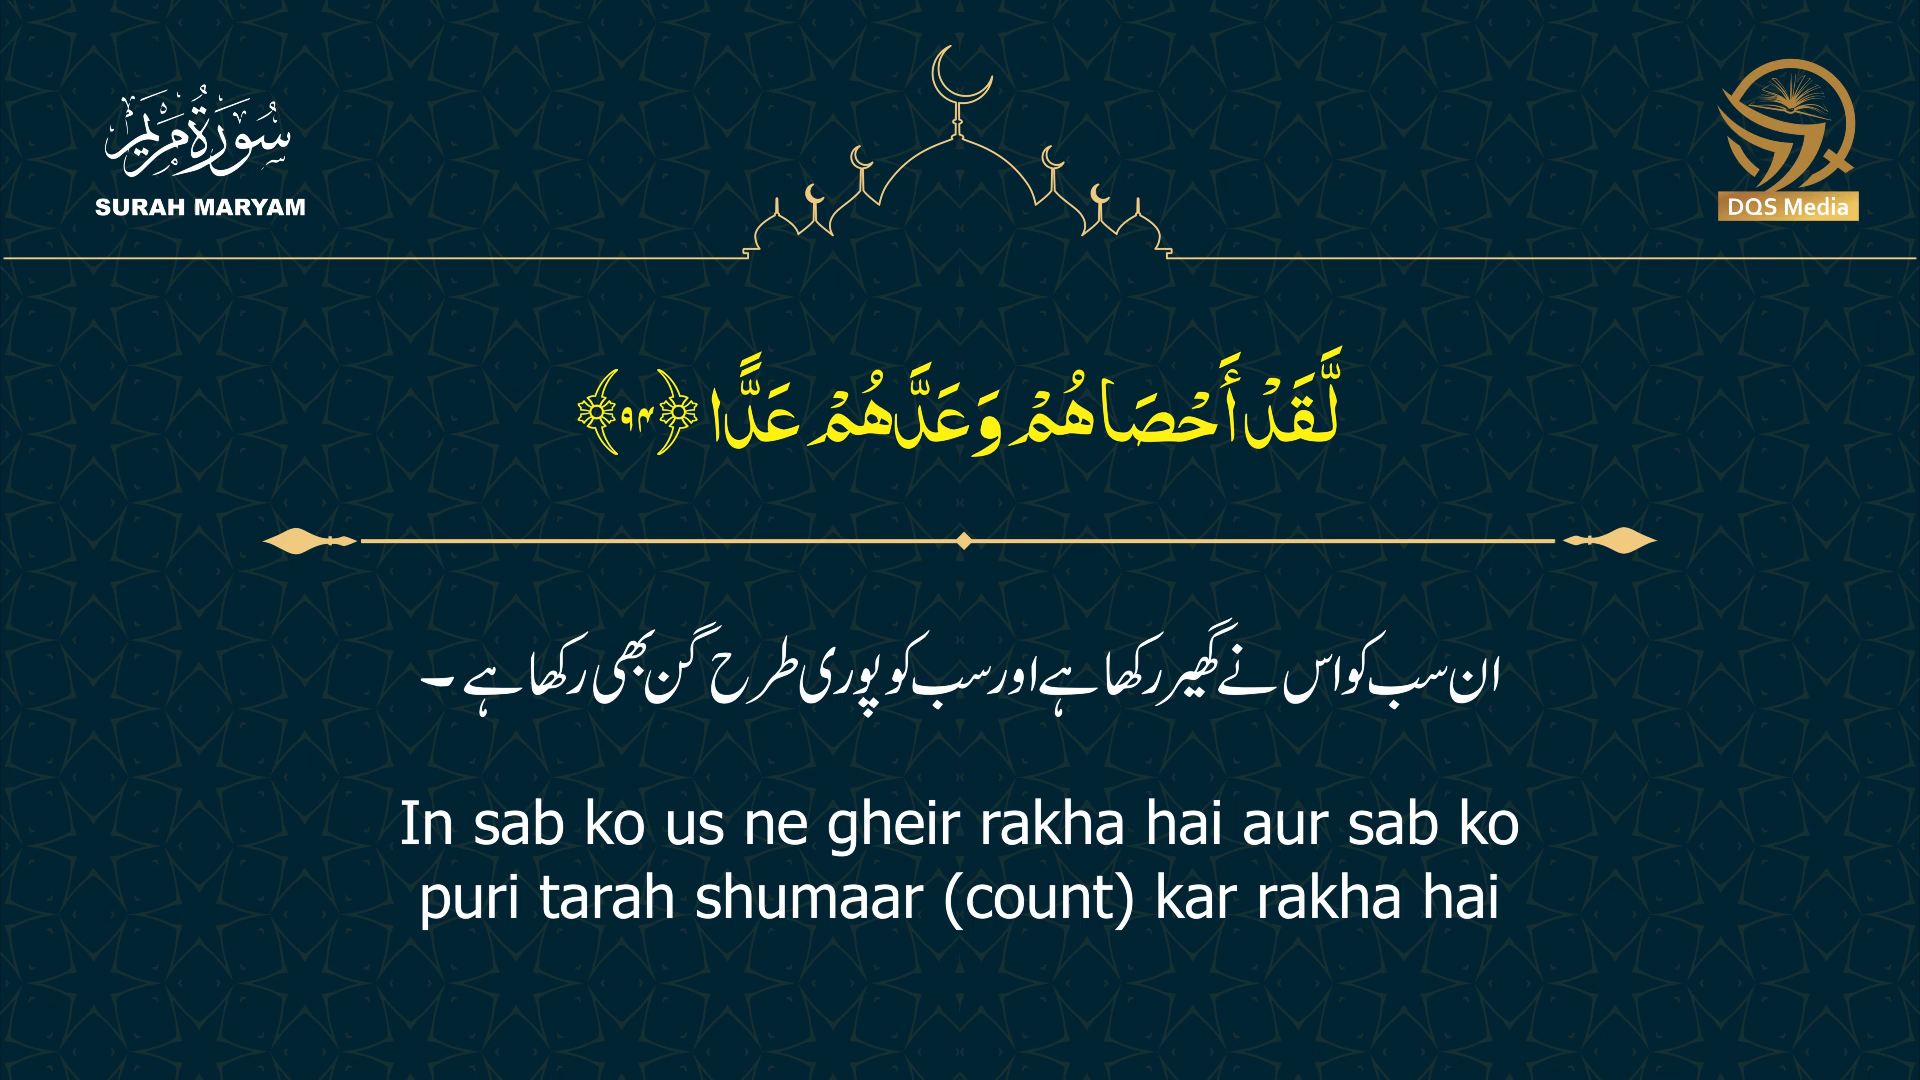 سُورَةُ مَرْيَم
SURAH MARYAM
DQS Media
لَّقَدْ أَحْصَاهُمْ وَعَدَّهُمْ عَدًّا ﴿۹۴﴾
ان سب کو اس نے گھیر رکھا ہے اور سب کو پوری طرح گن بھی رکھا ہے ۔
In sab ko us ne gheir rakha hai aur sab ko
puri tarah shumaar (count) kar rakha hai